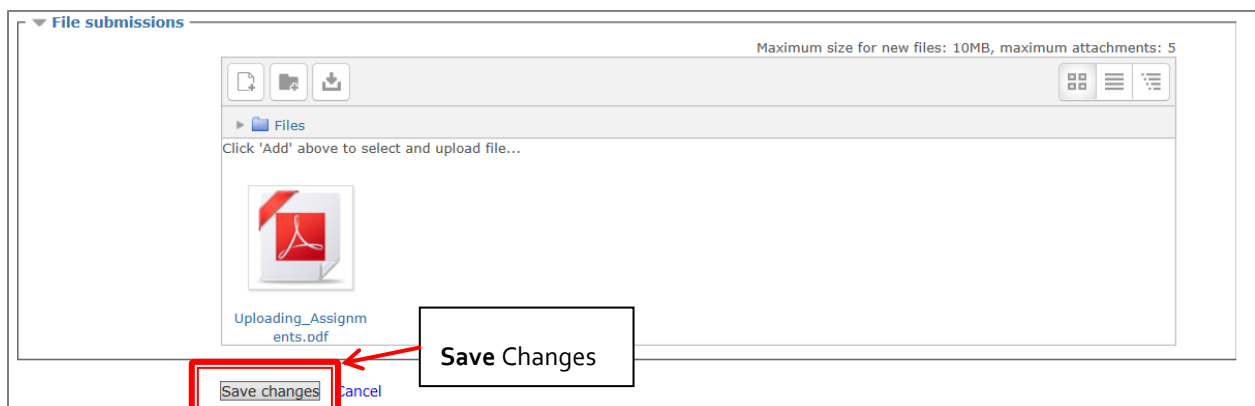 File submissions
Maximum size for new files: 10MB, maximum attachments: 5
Files
Click 'Add' above to select and upload file...
Uploading_Assignm
ents.pdf
Save Changes
Save changes Cancel